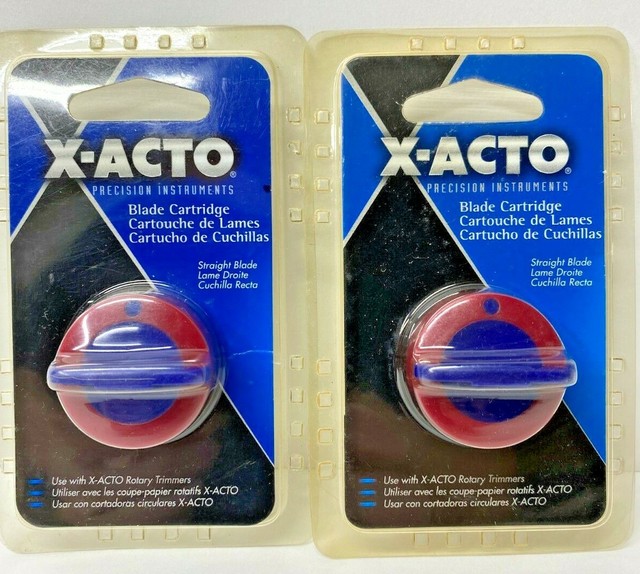 X-ACTO®
PRECISION INSTRUMENTS
Blade Cartridge
Cartouche de Lames
Cartucho de Cuchillas
Straight Blade
Lame Droite
Cuchilla Recta
Use with X-ACTO Rotary Trimmers
Utiliser avec les coupe-papier rotatifs X-ACTO
Usar con cortadoras circulares X-ACTO
X-ACTO®
PRECISION INSTRUMENTS
Blade Cartridge
Cartouche de Lames
Cartucho de Cuchillas
Straight Blade
Lame Droite
Cuchilla Recta
Use with X-ACTO Rotary Trimmers
Utiliser avec les coupe-papier rotatifs X-ACTO
Usar con cortadoras circulares X-ACTO